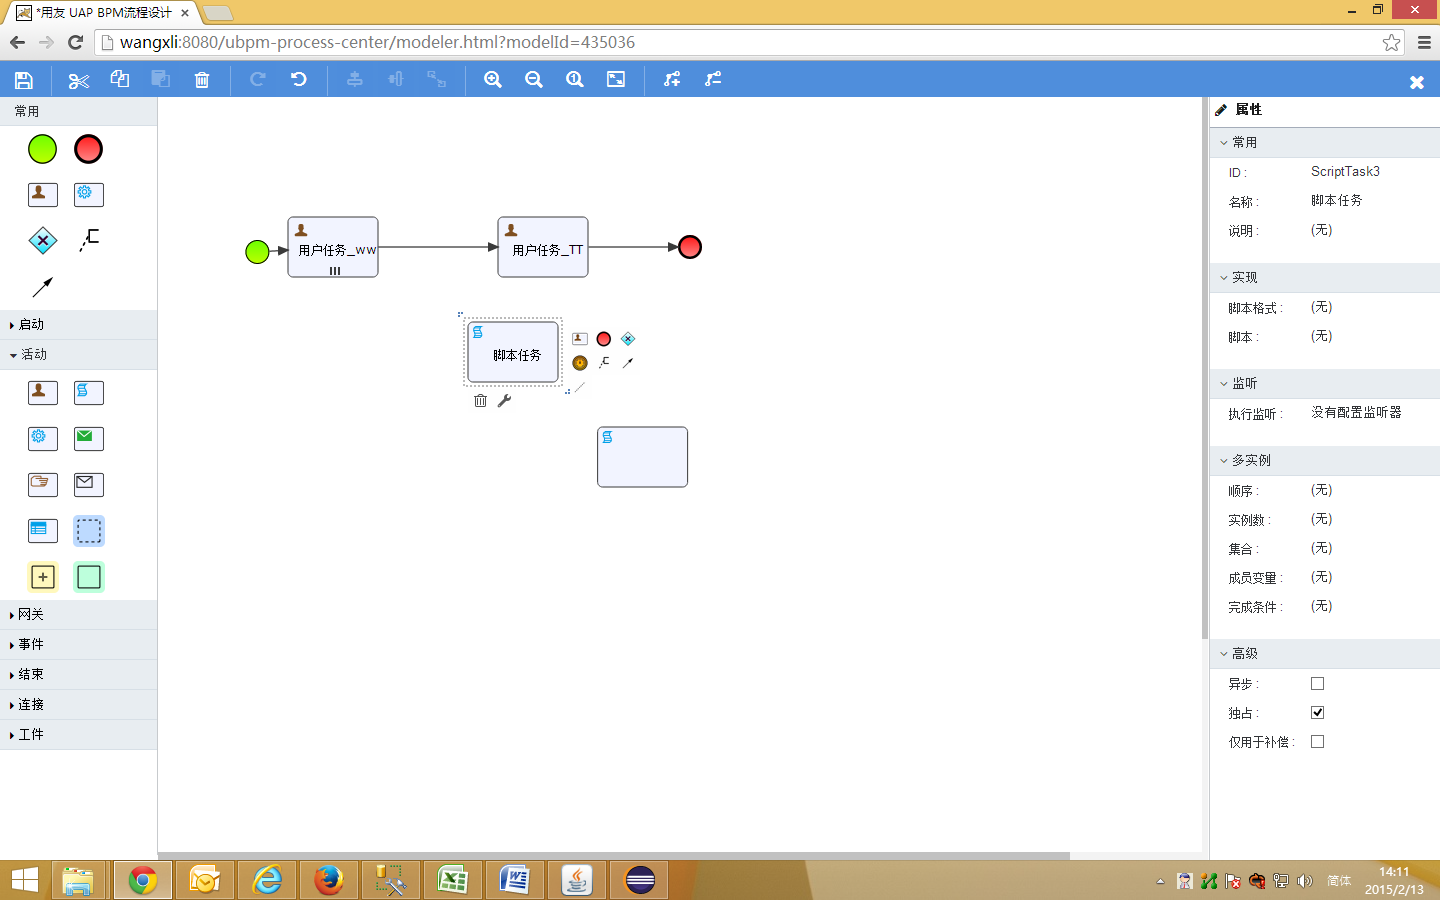 *用友 UAP BPM流程设计
wangxli:8080/ubpm-process-center/modeler.html?modelId=435036
常用
启动
活动
网关
事件
结束
连接
工件
用户任务_ww
用户任务_TT
脚本任务
属性
常用
ID : ScriptTask3
名称 : 脚本任务
说明 : (无)
实现
脚本格式 : (无)
脚本 : (无)
监听
执行监听 : 没有配置监听器
多实例
顺序 : (无)
实例数 : (无)
集合 : (无)
成员变量 : (无)
完成条件 : (无)
高级
异步 :
独占 :
仅用于补偿 :
简体
14:11
2015/2/13